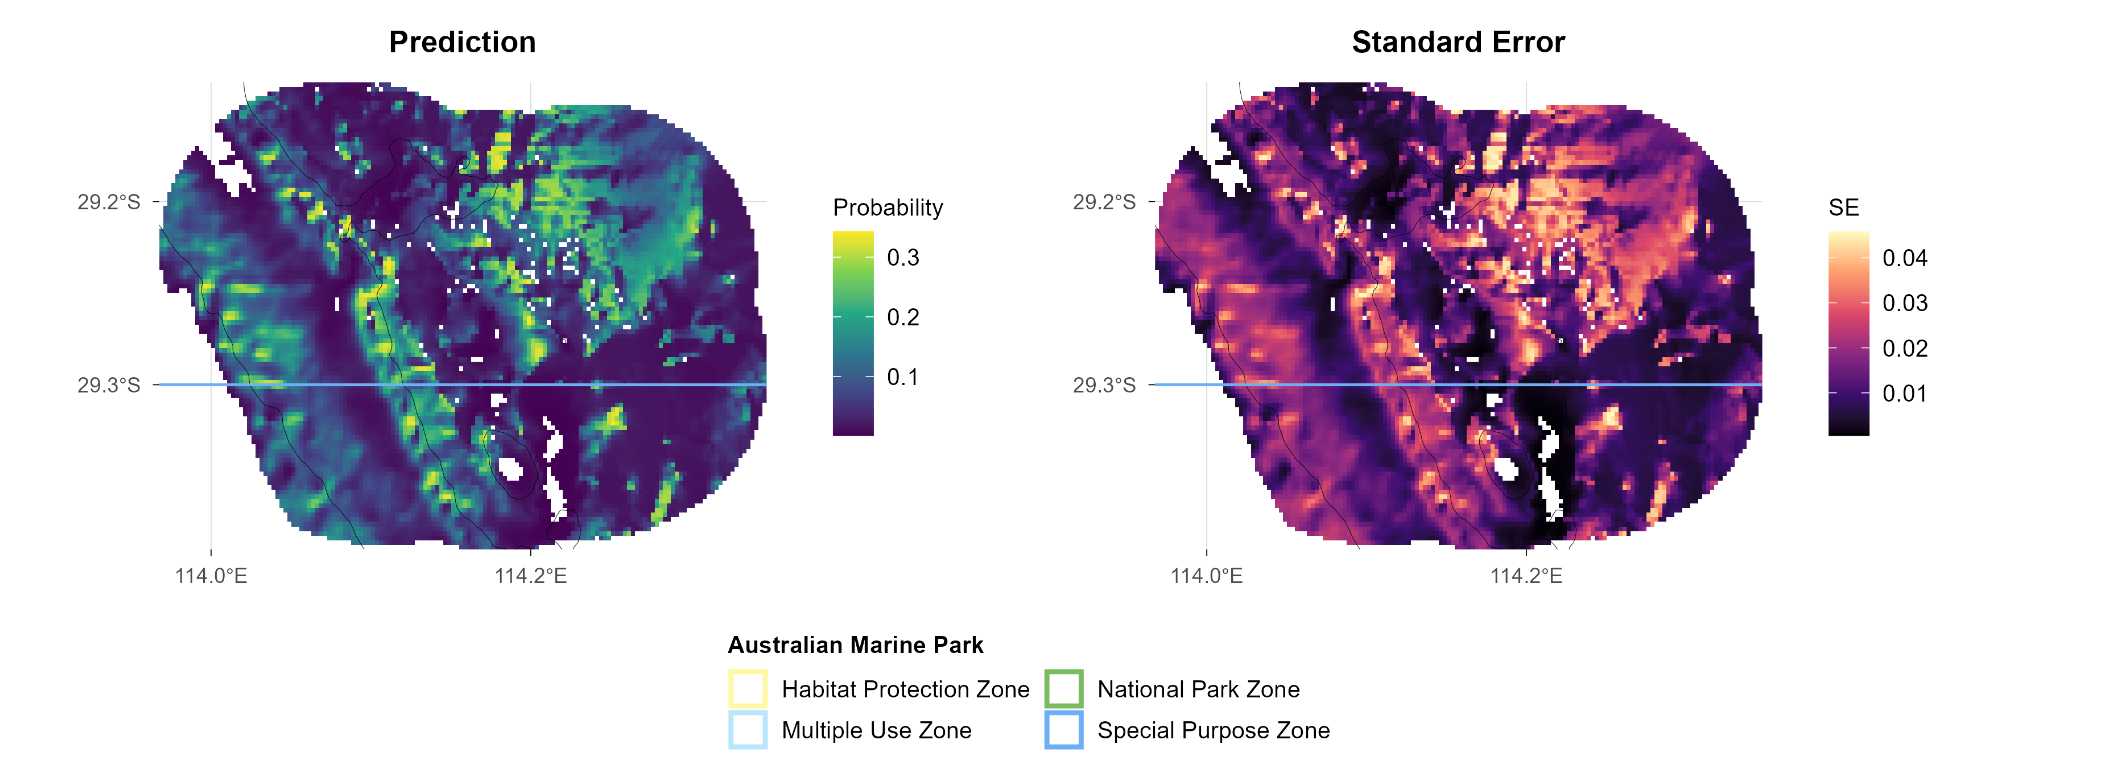 Prediction
Standard Error
29.2°S
29.3°S
114.0°E
114.2°E
Probability
0.3
0.2
0.1
29.2°S
29.3°S
114.0°E
114.2°E
SE
0.04
0.03
0.02
0.01
Australian Marine Park
Habitat Protection Zone
National Park Zone
Multiple Use Zone
Special Purpose Zone